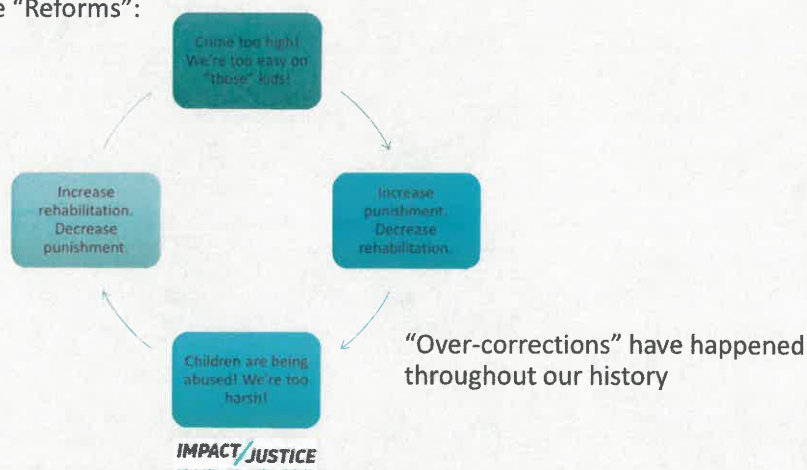 e "Reforms":
Crime too high!
We're too easy on
"those" kids!
Increase
rehabilitation.
Decrease
punishment.
Increase
punishment.
Decrease
rehabilitation.
Children are being
abused! We're too
harsh!
"Over-corrections" have happened
throughout our history
IMPACT/JUSTICE